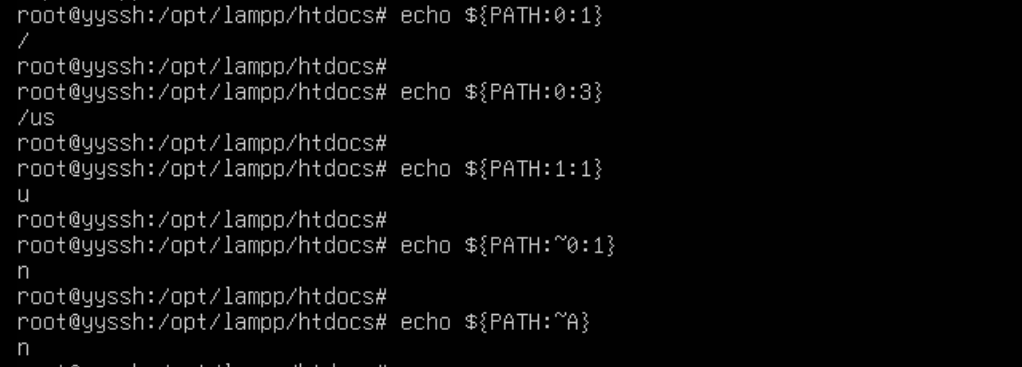 root@yyssh:/opt/lampp/htdocs# echo ${PATH:0:1}
/
root@yyssh:/opt/lampp/htdocs#
root@yyssh:/opt/lampp/htdocs# echo ${PATH:0:3}
/us
root@yyssh:/opt/lampp/htdocs#
root@yyssh:/opt/lampp/htdocs# echo ${PATH:1:1}
u
root@yyssh:/opt/lampp/htdocs#
root@yyssh:/opt/lampp/htdocs# echo ${PATH:~0:1}
n
root@yyssh:/opt/lampp/htdocs#
root@yyssh:/opt/lampp/htdocs# echo ${PATH:~A}
n